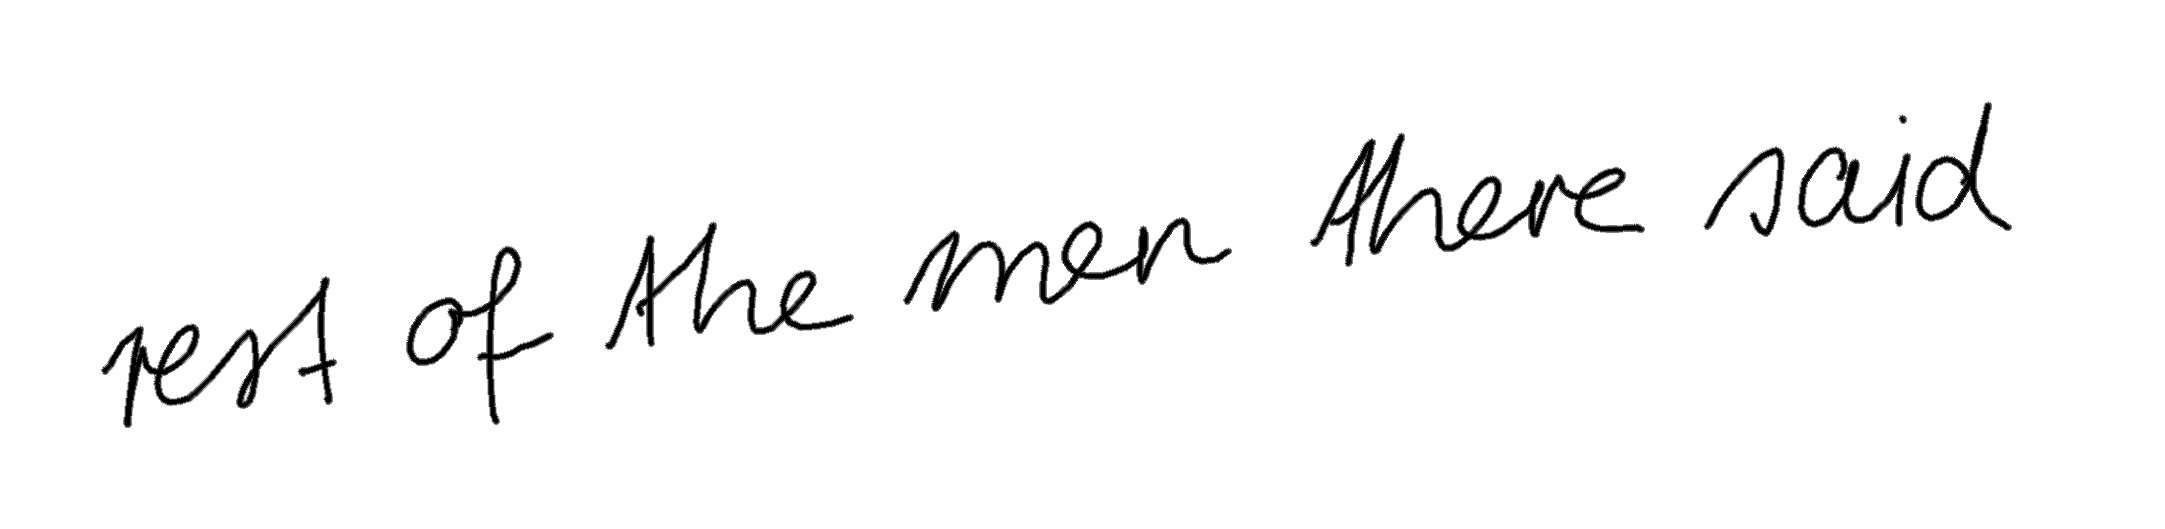 rest of the men there said